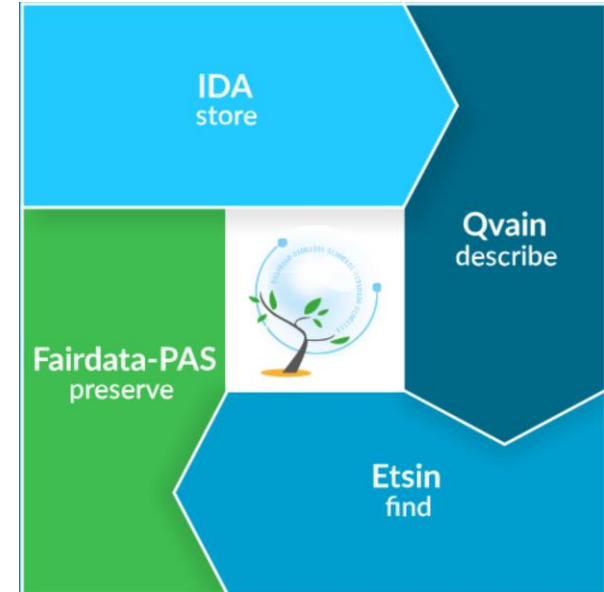 IDA
store
Qvain
describe
Fairdata-PAS
preserve
Etsin
find